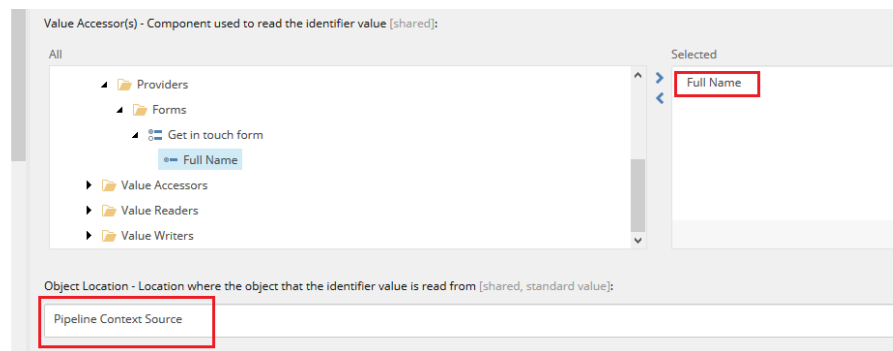 Value Accessor(s) - Component used to read the identifier value [shared]:
All
Selected
Providers
Full Name
Forms
Get in touch form
Full Name
Value Accessors
Value Readers
Value Writers
Object Location - Location where the object that the identifier value is read from [shared, standard value]:
Pipeline Context Source